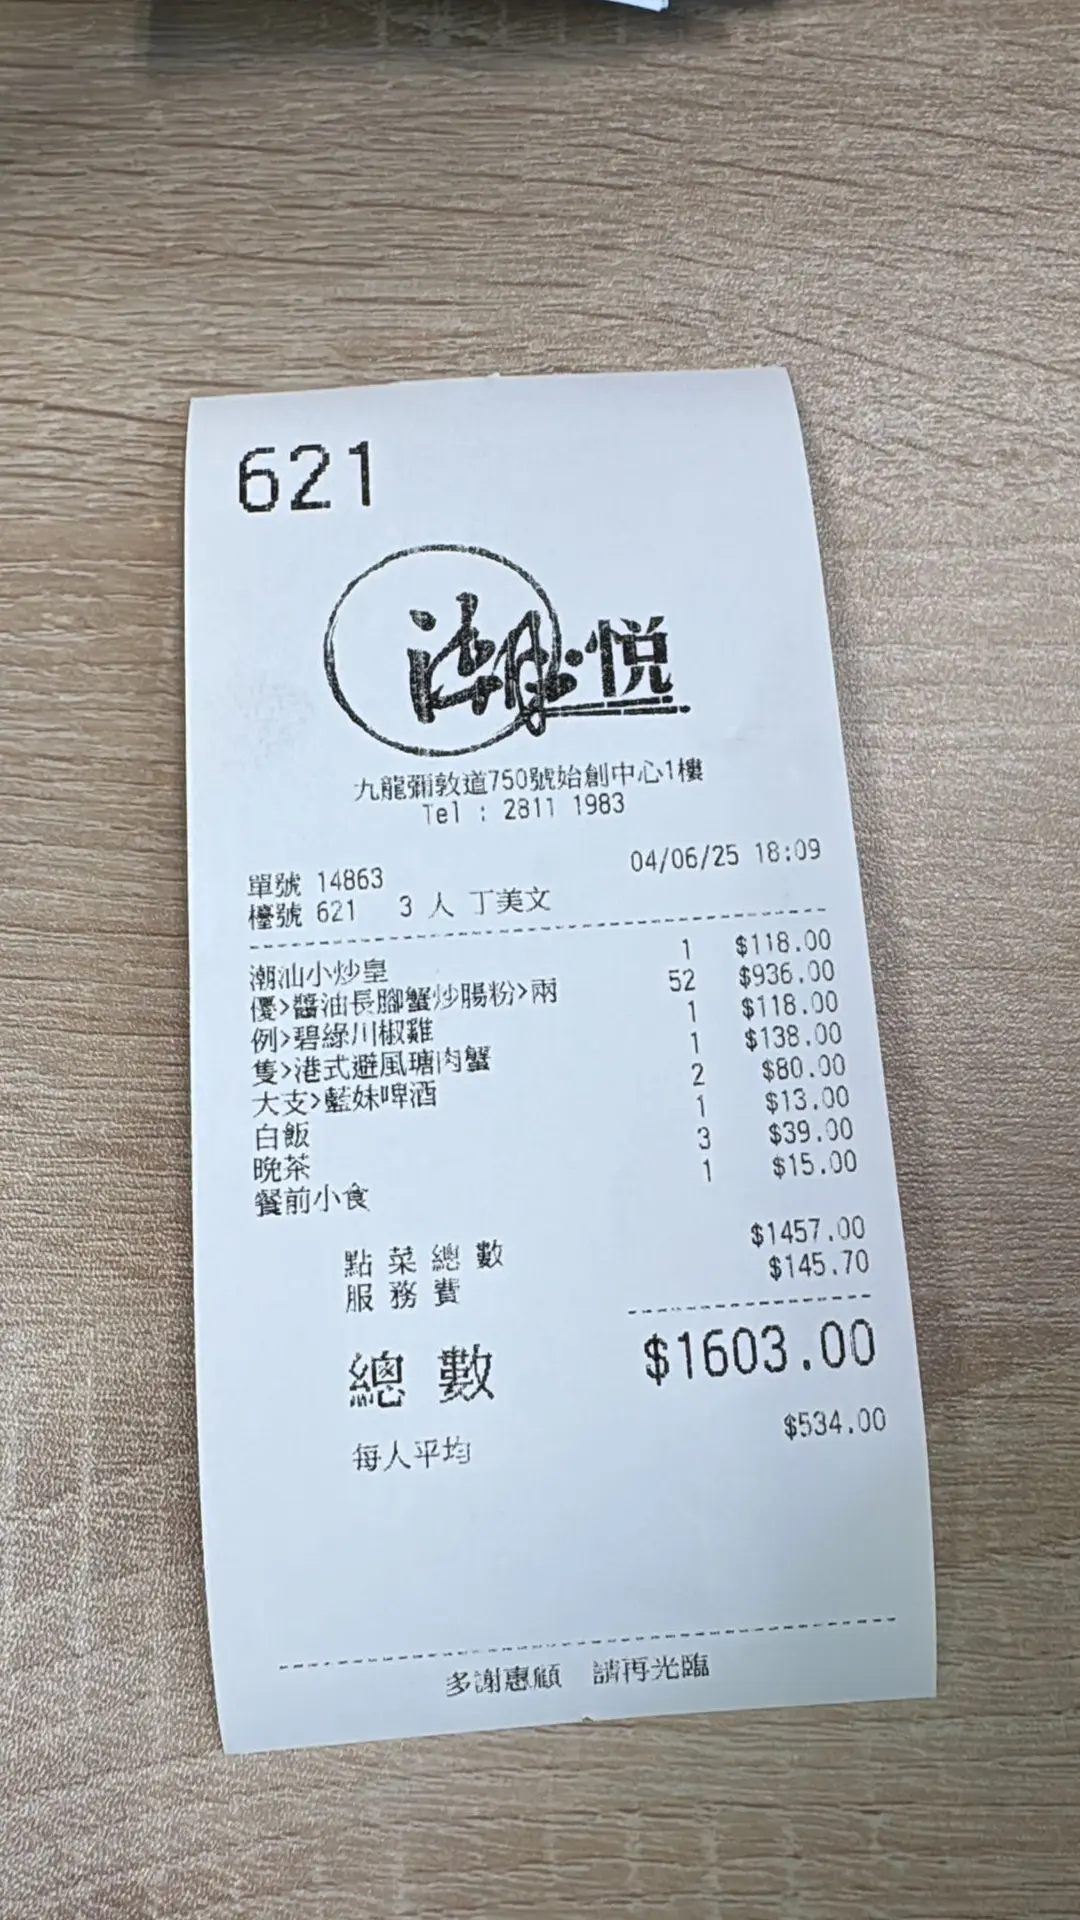 621
潮悦
九龍彌敦道750號始創中心1樓
Tel : 2811 1983
單號 14863 04/06/25 18:09
檯號 621 3 人 丁美文
潮汕小炒皇 1 $118.00
優>醬油長腳蟹炒腸粉>兩 52 $936.00
例>碧綠川椒雞 1 $118.00
隻>港式避風塘肉蟹 1 $138.00
大支>藍妹啤酒 2 $80.00
白飯 1 $13.00
晚茶 3 $39.00
餐前小食 1 $15.00
點菜總數 $1457.00
服務費 $145.70
總數 $1603.00
每人平均 $534.00
多謝惠顧 請再光臨